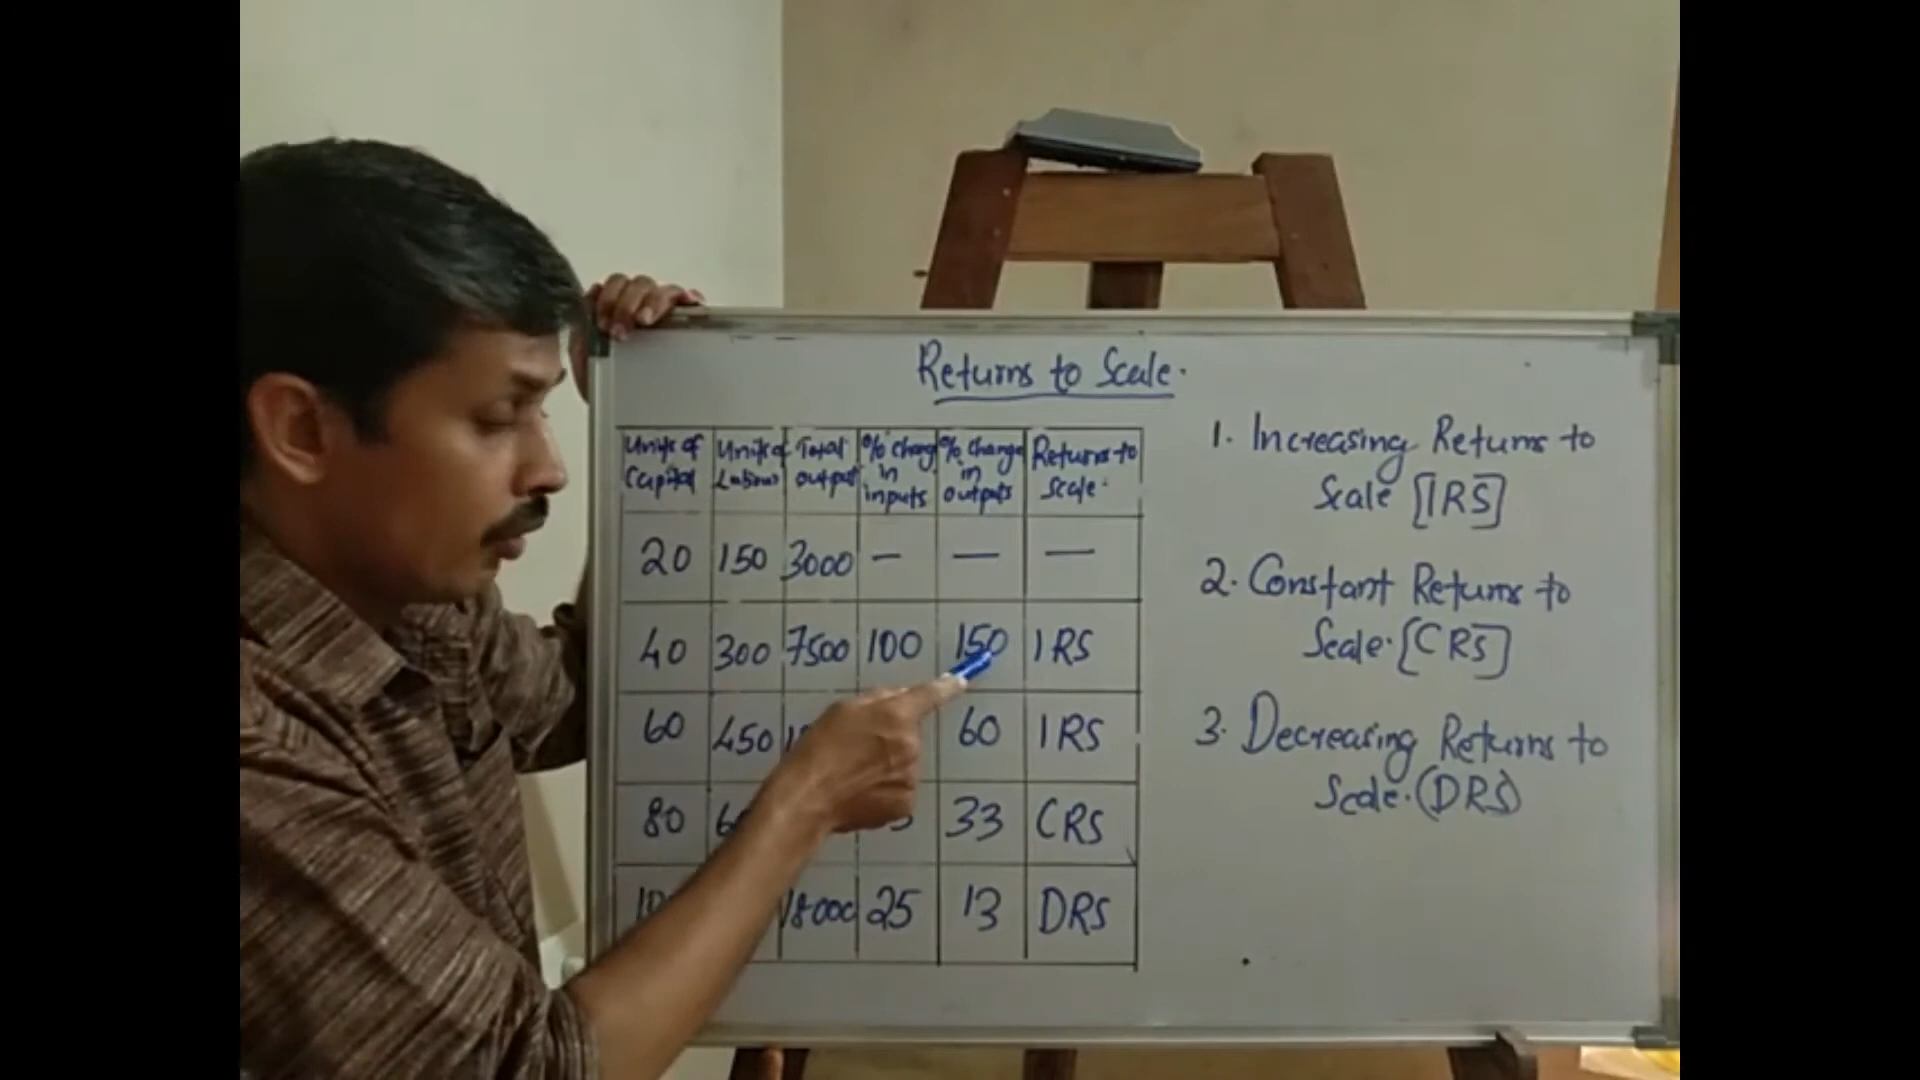 Returns to Scale.
Units of Capital | Units of Labour | Total output | % change in inputs | % change in outputs | Returns to scale.
20 | 150 | 3000 | — | — | —
40 | 300 | 7500 | 100 | 150 | IRS
60 | 450 | 60 | IRS
80 | 33 | CRS
18000 | 25 | 13 | DRS
1. Increasing Returns to
Scale [IRS]
2. Constant Returns to
Scale. [CRS]
3. Decreasing Returns to
Scale. (DRS)